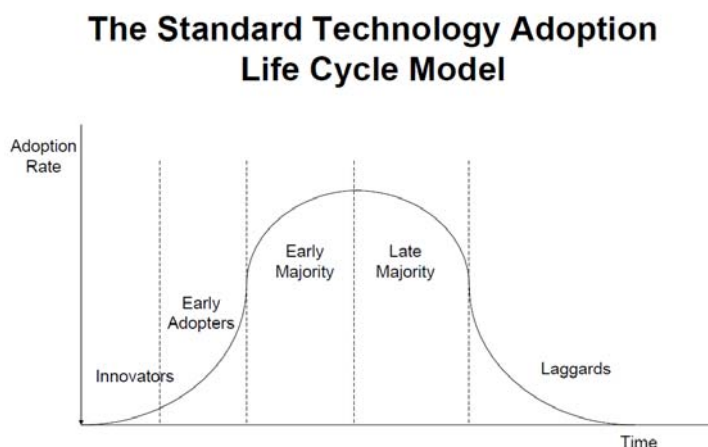 The Standard Technology Adoption
Life Cycle Model
Adoption
Rate
Early
Majority
Late
Majority
Early
Adopters
Innovators
Laggards
Time